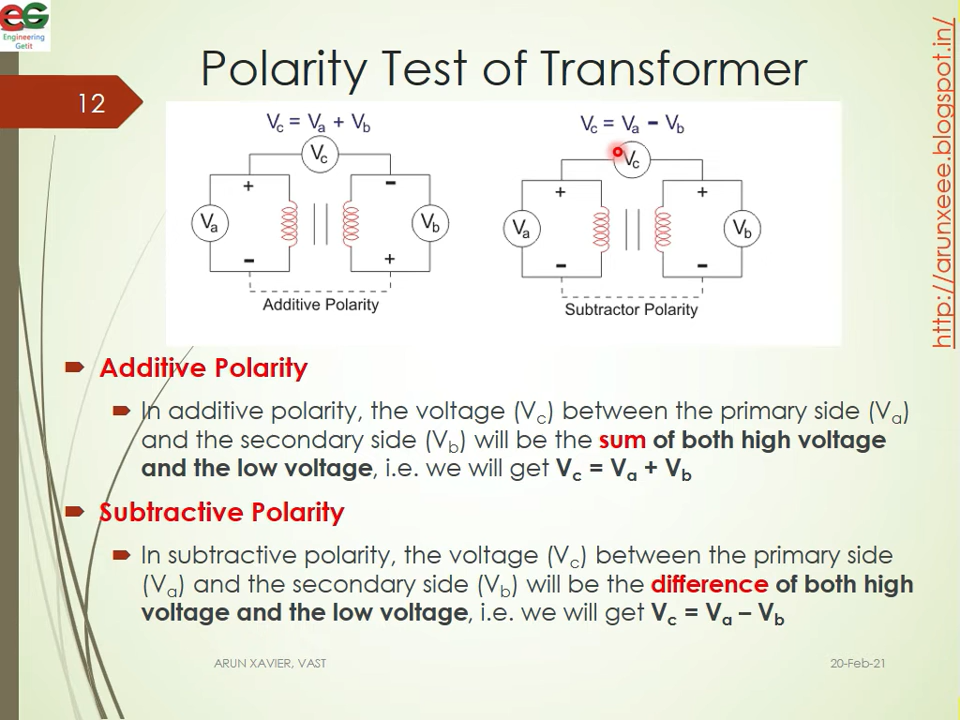 EG
Engineering
Getit
Polarity Test of Transformer
12
http://arunxeee.blogspot.in/
Vc = Va + Vb
Vc
+
−
Va
Vb
−
+
Additive Polarity
Vc = Va − Vb
Vc
+
+
Va
Vb
−
−
Subtractor Polarity
Additive Polarity
In additive polarity, the voltage (Vc) between the primary side (Va)
and the secondary side (Vb) will be the sum of both high voltage
and the low voltage, i.e. we will get Vc = Va + Vb
Subtractive Polarity
In subtractive polarity, the voltage (Vc) between the primary side
(Va) and the secondary side (Vb) will be the difference of both high
voltage and the low voltage, i.e. we will get Vc = Va – Vb
ARUN XAVIER, VAST
20-Feb-21